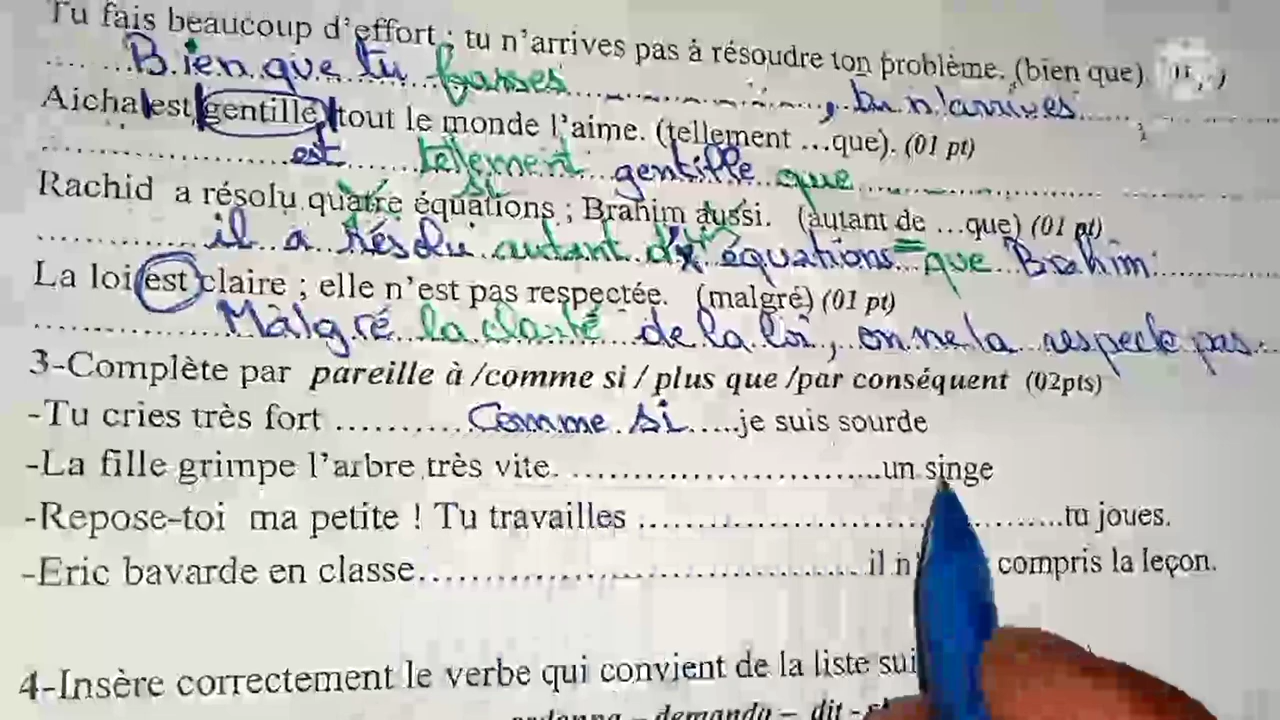 Tu fais beaucoup d'effort ; tu n'arrives pas à résoudre ton problème. (bien que)
Bien que tu fasses , tu n'arrives
Aicha est gentille, tout le monde l'aime. (tellement ...que). (01 pt)
est tellement gentille que
si
Rachid a résolu quatre équations ; Brahim aussi. (autant de ...que) (01 pt)
il a résolu autant d' équations que Brahim.
La loi est claire ; elle n'est pas respectée. (malgré) (01 pt)
Malgré la clarté de la loi, on ne la respecte pas.
3-Complète par pareille à /comme si / plus que /par conséquent (02pts)
-Tu cries très fort .......... Comme si .....je suis sourde
-La fille grimpe l'arbre très vite. ..............................un singe
-Repose-toi ma petite ! Tu travailles ..............................tu joues.
-Eric bavarde en classe.............................. il n compris la leçon.
4-Insère correctement le verbe qui convient de la liste sui
ordonna – demanda – dit -